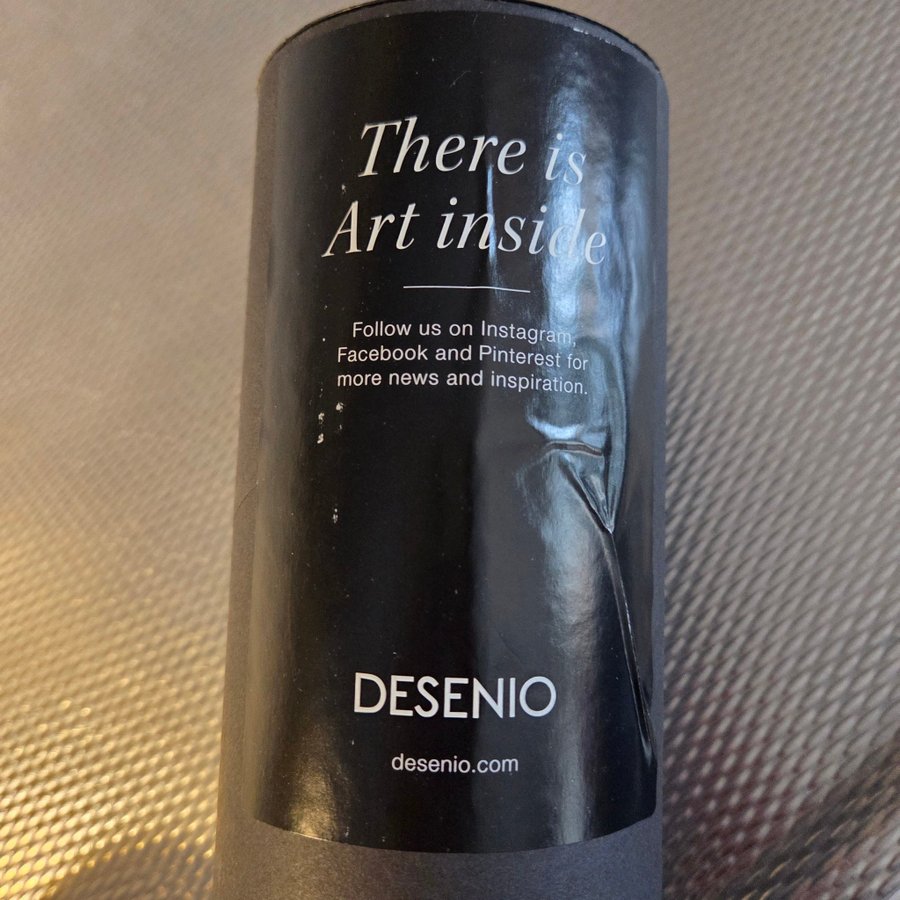 There is
Art inside
Follow us on Instagram,
Facebook and Pinterest for
more news and inspiration.
DESENIO
desenio.com